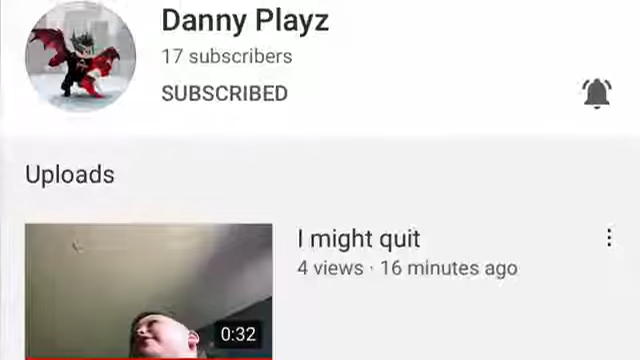 Danny Playz
17 subscribers
SUBSCRIBED
Uploads
I might quit
4 views · 16 minutes ago
0:32